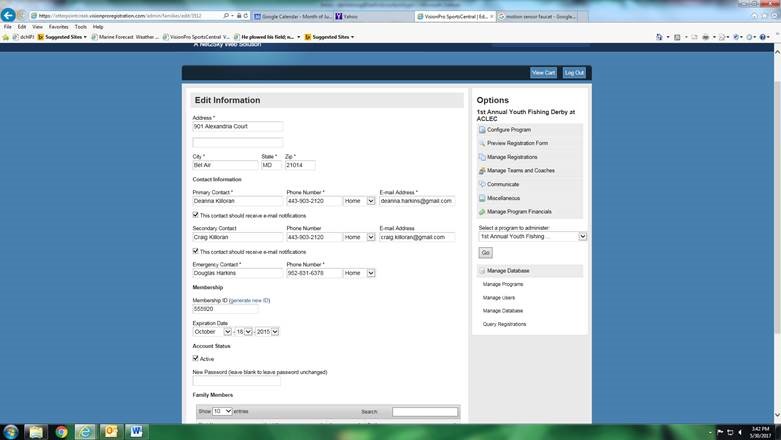 https://otterpointcreek.visionproregistration.com/admin/families/edit/3912
Google Calendar - Month of Ju...
Yahoo
VisionPro SportsCentral | Ed...
motion sensor faucet - Google...
File Edit View Favorites Tools Help
dcHIP3 Suggested Sites Marine Forecast Weather ... VisionPro SportsCentral V... He plowed his field; n... Suggested Sites
A Net2Sky Web Solution
View Cart Log Out
Edit Information
Address *
901 Alexandria Court
City * State * Zip *
Bel Air MD 21014
Contact Information
Primary Contact * Phone Number * E-mail Address *
Deanna Killoran 443-903-2120 Home deanna.harkins@gmail.com
This contact should receive e-mail notifications
Secondary Contact Phone Number * E-mail Address
Craig Killoran 443-903-2120 Home craig.killoran@gmail.com
This contact should receive e-mail notifications
Emergency Contact * Phone Number *
Douglas Harkins 952-831-6378 Home
Membership
Membership ID (generate new ID)
555920
Expiration Date
October - 18 - 2015
Account Status
Active
New Password (leave blank to leave password unchanged)
Family Members
Show 10 entries Search:
Options
1st Annual Youth Fishing Derby at
ACLEC
Configure Program
Preview Registration Form
Manage Registrations
Manage Teams and Coaches
Communicate
Miscellaneous
Manage Program Financials
Select a program to administer:
1st Annual Youth Fishing ...
Go
Manage Database
Manage Programs
Manage Users
Manage Database
Query Registrations
3:42 PM
5/30/2017